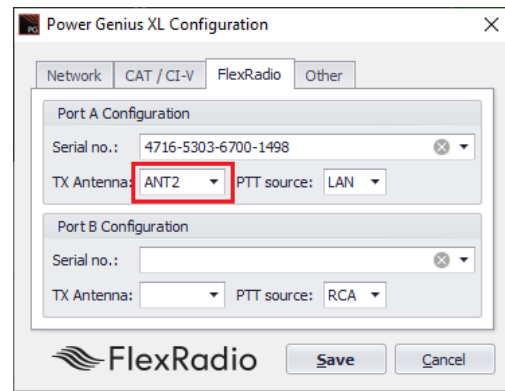 Power Genius XL Configuration
Network CAT / CI-V FlexRadio Other
Port A Configuration
Serial no.: 4716-5303-6700-1498
TX Antenna: ANT2 PTT source: LAN
Port B Configuration
Serial no.:
TX Antenna: PTT source: RCA
FlexRadio Save Cancel